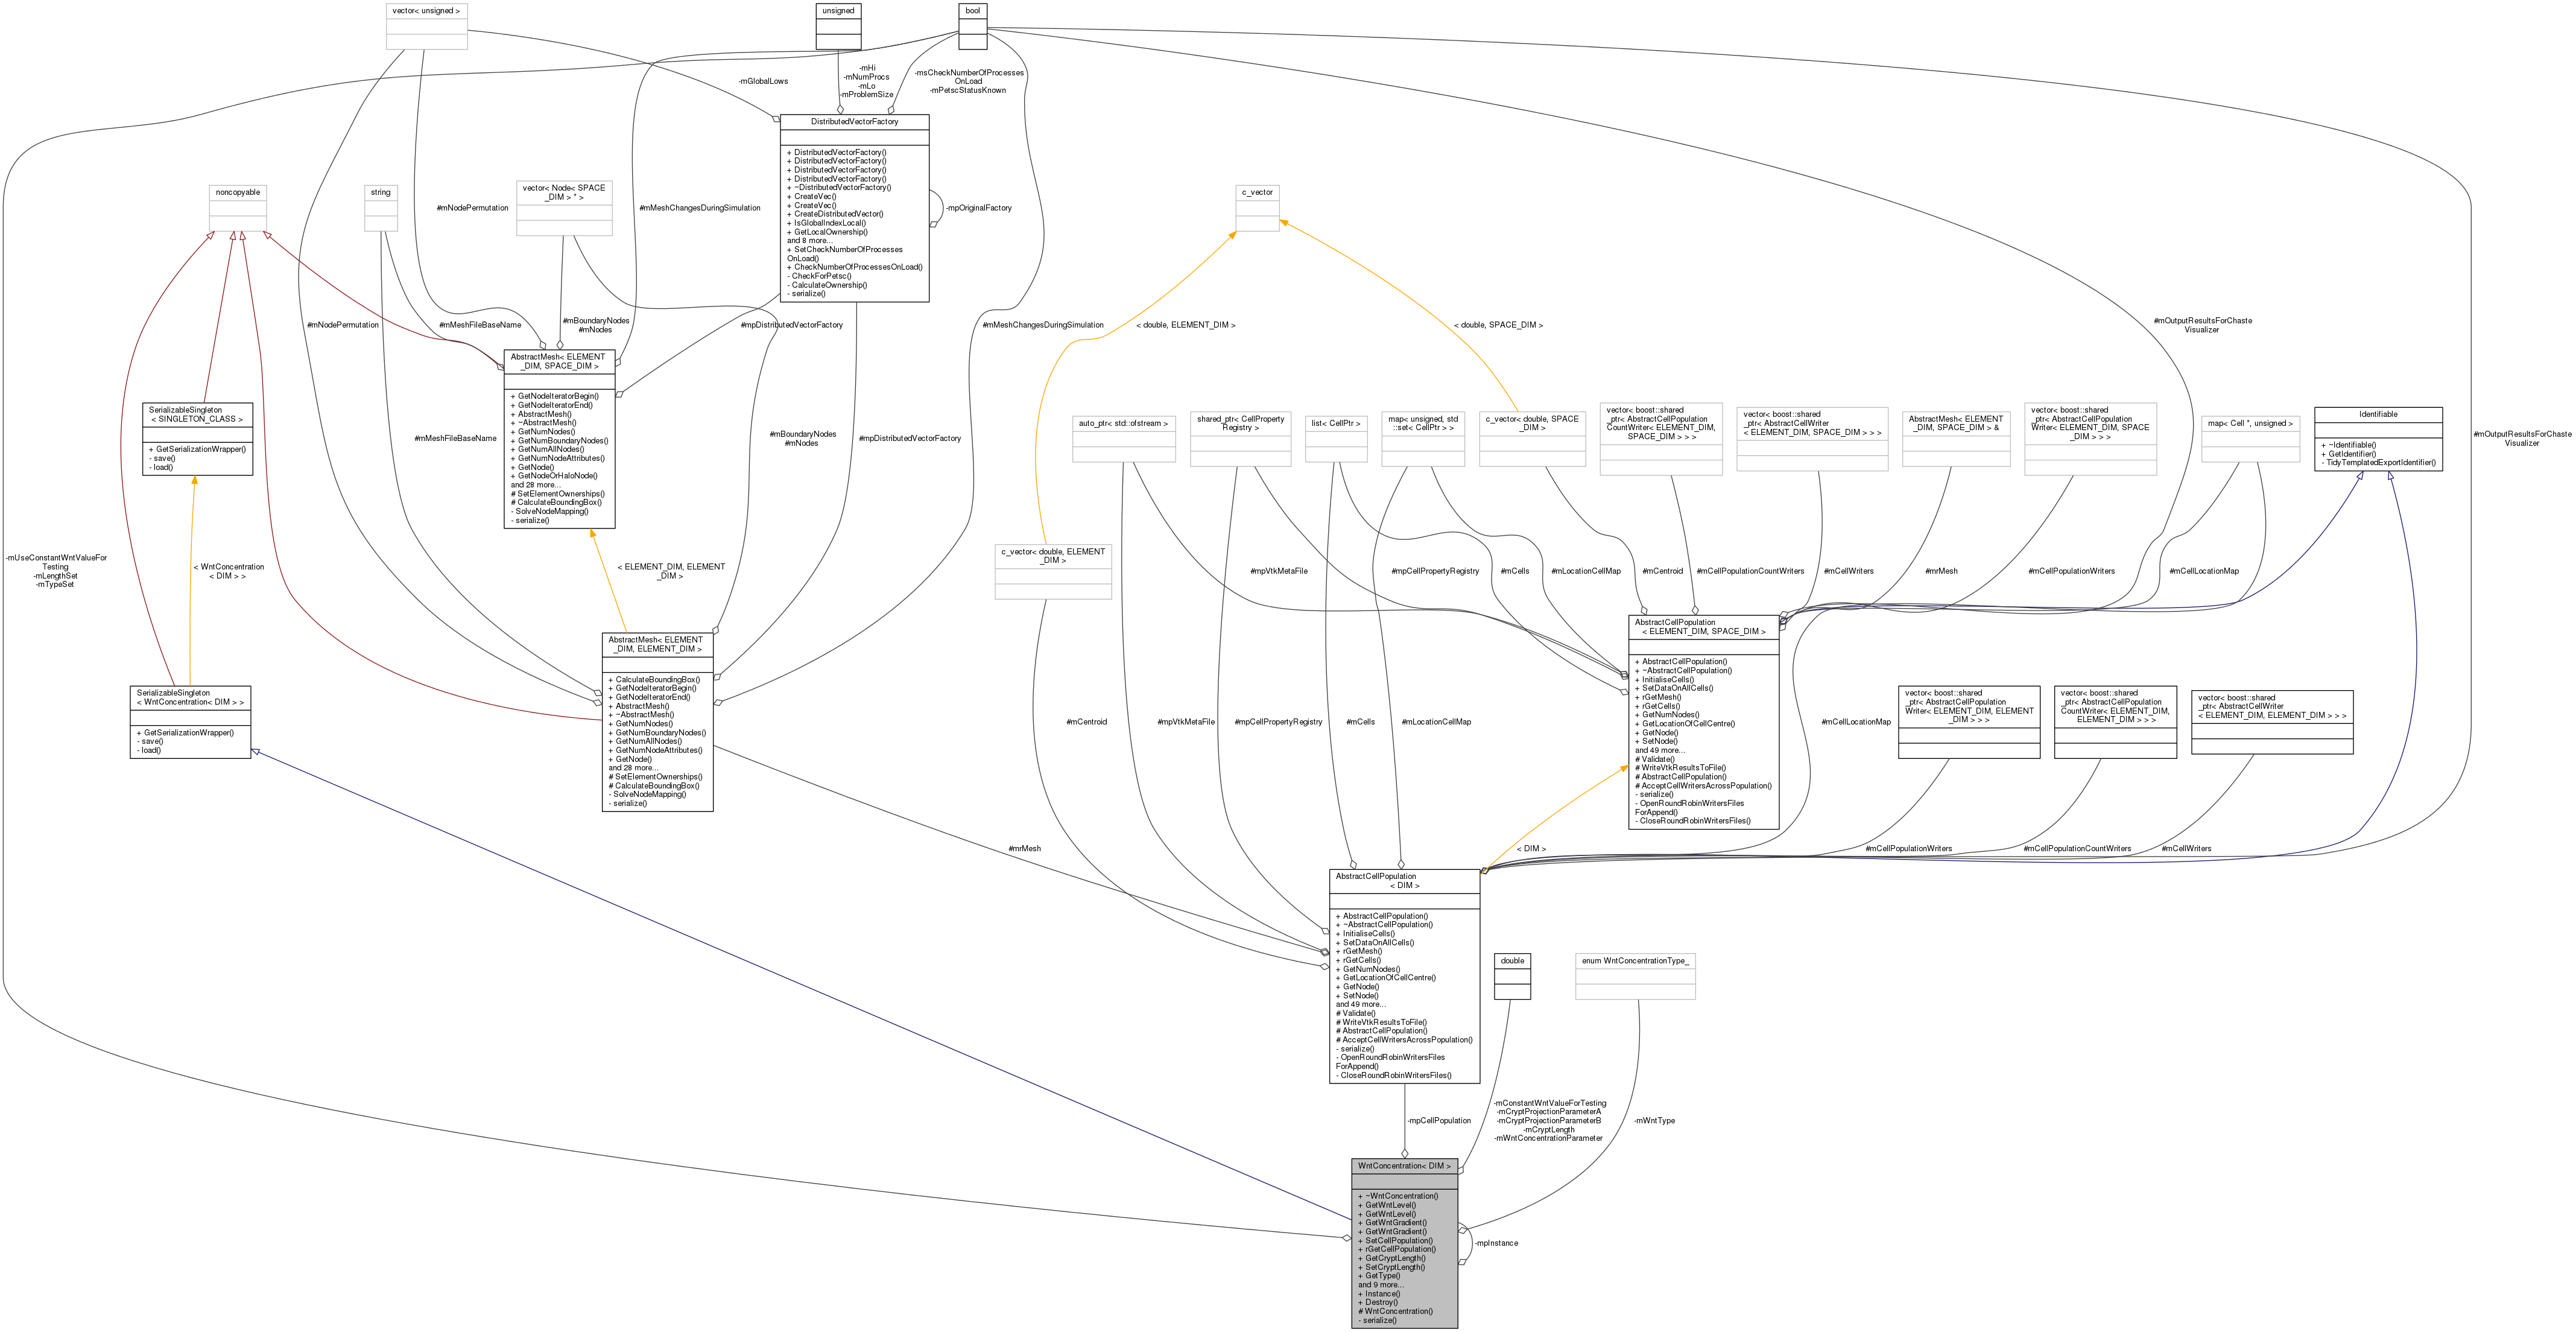 vector< unsigned >
unsigned
bool
-mGlobalLows
-mHi
-mNumProcs
-mLo
-mProblemSize
-msCheckNumberOfProcesses
OnLoad
-mPetscStatusKnown
DistributedVectorFactory
+ DistributedVectorFactory()
+ DistributedVectorFactory()
+ DistributedVectorFactory()
+ DistributedVectorFactory()
+ ~DistributedVectorFactory()
+ CreateVec()
+ CreateVec()
+ CreateDistributedVector()
+ IsGlobalIndexLocal()
+ GetLocalOwnership()
and 8 more...
+ SetCheckNumberOfProcesses
OnLoad()
+ CheckNumberOfProcessesOnLoad()
- CheckForPetsc()
- CalculateOwnership()
- serialize()
-mpOriginalFactory
noncopyable
string
#mNodePermutation
vector< Node< SPACE
_DIM > * >
#mMeshChangesDuringSimulation
c_vector
#mNodePermutation
#mMeshFileBaseName
#mBoundaryNodes
#mNodes
#mpDistributedVectorFactory
#mMeshChangesDuringSimulation
< double, ELEMENT_DIM >
< double, SPACE_DIM >
#mOutputResultsForChaste
Visualizer
AbstractMesh< ELEMENT
_DIM, SPACE_DIM >
+ GetNodeIteratorBegin()
+ GetNodeIteratorEnd()
+ AbstractMesh()
+ ~AbstractMesh()
+ GetNumNodes()
+ GetNumBoundaryNodes()
+ GetNumAllNodes()
+ GetNumNodeAttributes()
+ GetNode()
+ GetNodeOrHaloNode()
and 28 more...
# SetElementOwnerships()
# CalculateBoundingBox()
- SolveNodeMapping()
- serialize()
SerializableSingleton
< SINGLETON_CLASS >
+ GetSerializationWrapper()
- save()
- load()
#mMeshFileBaseName
#mBoundaryNodes
#mNodes
#mpDistributedVectorFactory
auto_ptr< std::ofstream >
shared_ptr< CellProperty
Registry >
list< CellPtr >
map< unsigned, std
::set< CellPtr > >
c_vector< double, SPACE
_DIM >
vector< boost::shared
_ptr< AbstractCellPopulation
CountWriter< ELEMENT_DIM,
SPACE_DIM > > >
vector< boost::shared
_ptr< AbstractCellWriter
< ELEMENT_DIM, SPACE_DIM > > >
AbstractMesh< ELEMENT
_DIM, SPACE_DIM > &
vector< boost::shared
_ptr< AbstractCellPopulation
Writer< ELEMENT_DIM, SPACE
_DIM > > >
map< Cell *, unsigned >
Identifiable
+ ~Identifiable()
+ GetIdentifier()
- TidyTemplatedExportIdentifier()
#mOutputResultsForChaste
Visualizer
-mUseConstantWntValueFor
Testing
-mLengthSet
-mTypeSet
< WntConcentration
< DIM > >
< ELEMENT_DIM, ELEMENT
_DIM >
c_vector< double, ELEMENT
_DIM >
#mpVtkMetaFile
#mpCellPropertyRegistry
#mCells
#mLocationCellMap
#mCentroid
#mCellPopulationCountWriters
#mCellWriters
#mrMesh
#mCellPopulationWriters
#mCellLocationMap
AbstractMesh< ELEMENT
_DIM, ELEMENT_DIM >
+ CalculateBoundingBox()
+ GetNodeIteratorBegin()
+ GetNodeIteratorEnd()
+ AbstractMesh()
+ ~AbstractMesh()
+ GetNumNodes()
+ GetNumBoundaryNodes()
+ GetNumAllNodes()
+ GetNumNodeAttributes()
+ GetNode()
and 28 more...
# SetElementOwnerships()
# CalculateBoundingBox()
- SolveNodeMapping()
- serialize()
AbstractCellPopulation
< ELEMENT_DIM, SPACE_DIM >
+ AbstractCellPopulation()
+ ~AbstractCellPopulation()
+ InitialiseCells()
+ SetDataOnAllCells()
+ rGetMesh()
+ rGetCells()
+ GetNumNodes()
+ GetLocationOfCellCentre()
+ GetNode()
+ SetNode()
and 49 more...
# Validate()
# WriteVtkResultsToFile()
# AbstractCellPopulation()
# AcceptCellWritersAcrossPopulation()
- serialize()
- OpenRoundRobinWritersFiles
ForAppend()
- CloseRoundRobinWritersFiles()
SerializableSingleton
< WntConcentration< DIM > >
+ GetSerializationWrapper()
- save()
- load()
#mCentroid
#mpVtkMetaFile
#mpCellPropertyRegistry
#mCells
#mLocationCellMap
#mCellLocationMap
vector< boost::shared
_ptr< AbstractCellPopulation
Writer< ELEMENT_DIM, ELEMENT
_DIM > > >
vector< boost::shared
_ptr< AbstractCellPopulation
CountWriter< ELEMENT_DIM,
ELEMENT_DIM > > >
vector< boost::shared
_ptr< AbstractCellWriter
< ELEMENT_DIM, ELEMENT_DIM > > >
#mrMesh
< DIM >
#mCellPopulationWriters
#mCellPopulationCountWriters
#mCellWriters
AbstractCellPopulation
< DIM >
+ AbstractCellPopulation()
+ ~AbstractCellPopulation()
+ InitialiseCells()
+ SetDataOnAllCells()
+ rGetMesh()
+ rGetCells()
+ GetNumNodes()
+ GetLocationOfCellCentre()
+ GetNode()
+ SetNode()
and 49 more...
# Validate()
# WriteVtkResultsToFile()
# AbstractCellPopulation()
# AcceptCellWritersAcrossPopulation()
- serialize()
- OpenRoundRobinWritersFiles
ForAppend()
- CloseRoundRobinWritersFiles()
double
enum WntConcentrationType_
-mpCellPopulation
-mConstantWntValueForTesting
-mCryptProjectionParameterA
-mCryptProjectionParameterB
-mCryptLength
-mWntConcentrationParameter
-mWntType
WntConcentration< DIM >
+ ~WntConcentration()
+ GetWntLevel()
+ GetWntLevel()
+ GetWntGradient()
+ GetWntGradient()
+ SetCellPopulation()
+ rGetCellPopulation()
+ GetCryptLength()
+ SetCryptLength()
+ GetType()
and 9 more...
+ Instance()
+ Destroy()
# WntConcentration()
- serialize()
-mpInstance